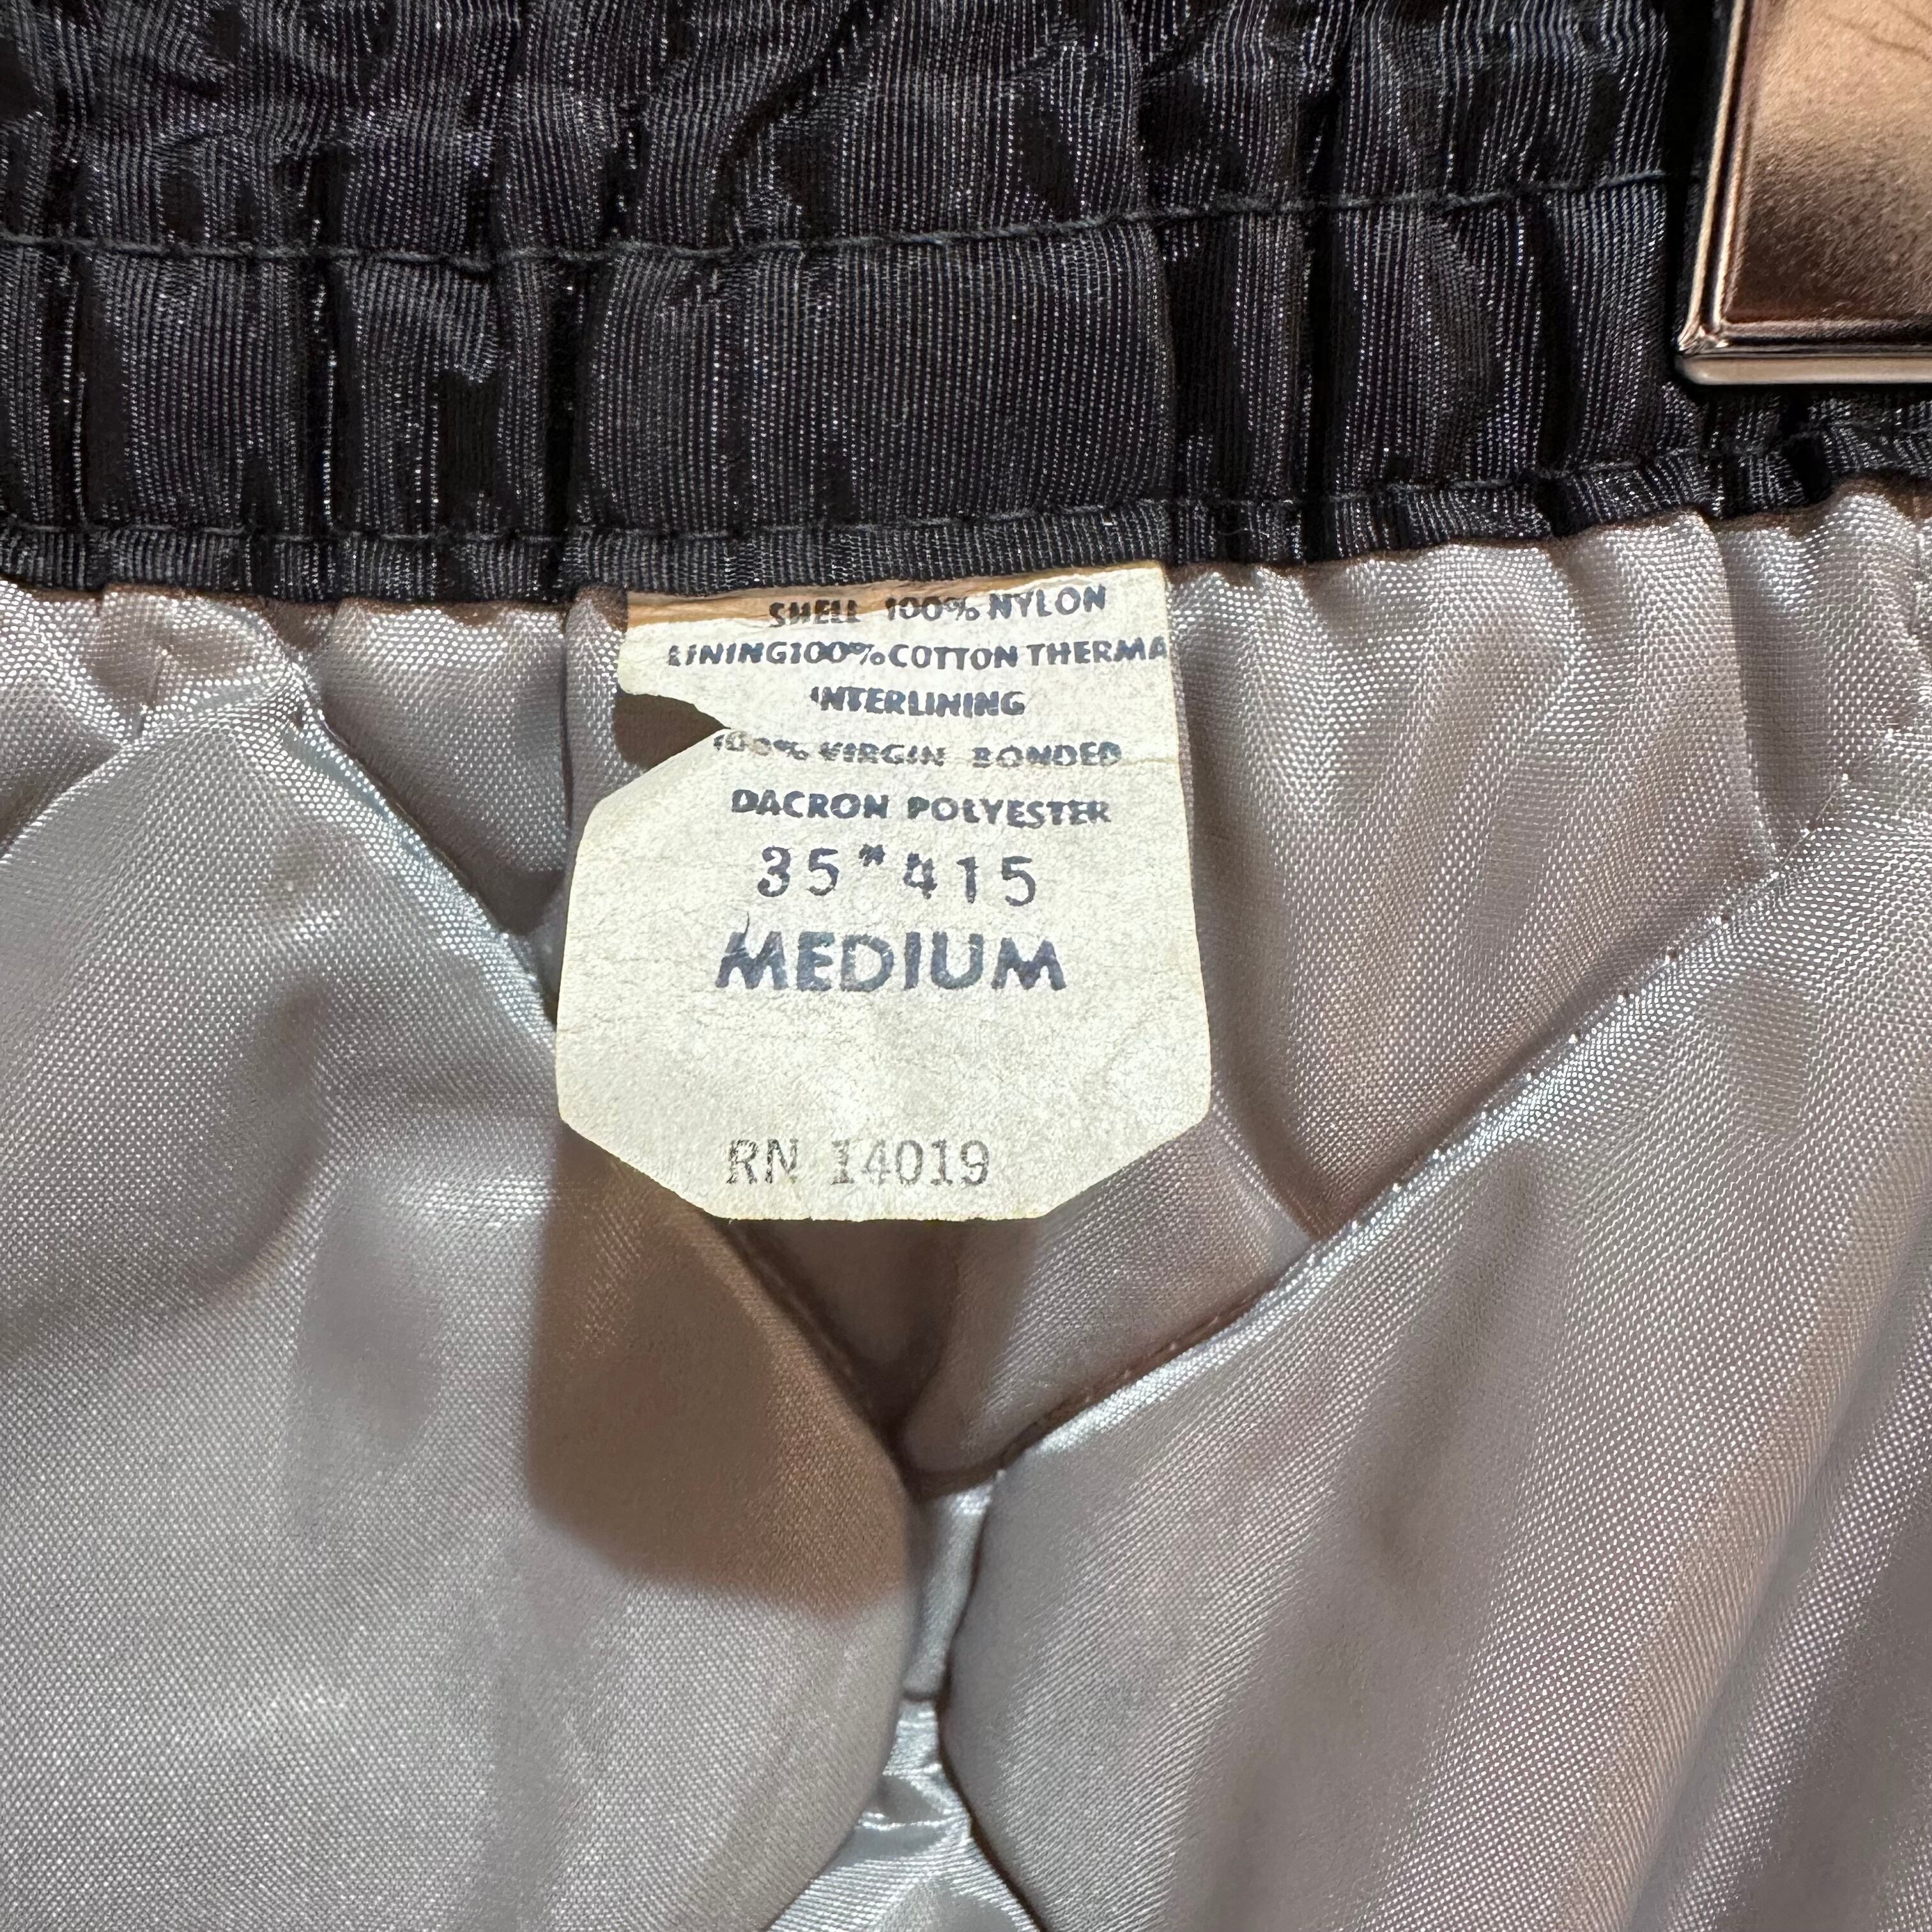 SHELL 100% NYLON
LINING100%COTTON THERMA
INTERLINING
100% VIRGIN BONDED
DACRON POLYESTER
35"415
MEDIUM
RN 14019